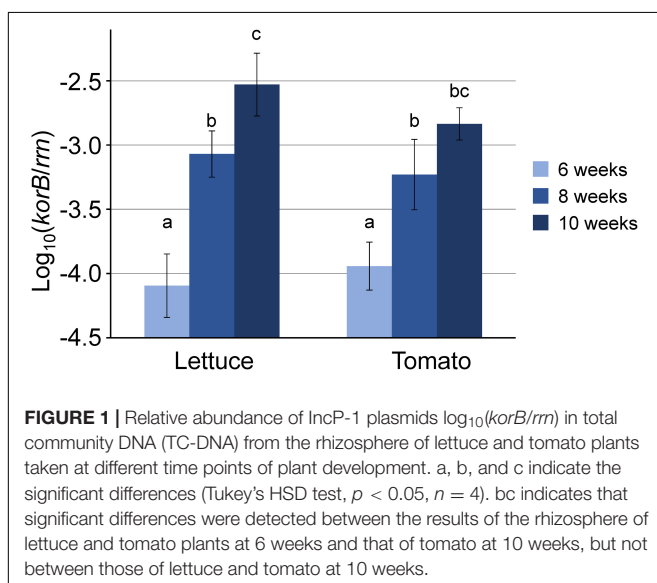 c
-2.5
bc
b
b
-3.0
6 weeks
8 weeks
-3.5
a
a
10 weeks
-4.0
-4.5
Log₁₀(korB/rrn)
Lettuce
Tomato
FIGURE 1 | Relative abundance of IncP-1 plasmids log₁₀(korB/rrn) in total
community DNA (TC-DNA) from the rhizosphere of lettuce and tomato plants
taken at different time points of plant development. a, b, and c indicate the
significant differences (Tukey's HSD test, p < 0.05, n = 4). bc indicates that
significant differences were detected between the results of the rhizosphere of
lettuce and tomato plants at 6 weeks and that of tomato at 10 weeks, but not
between those of lettuce and tomato at 10 weeks.